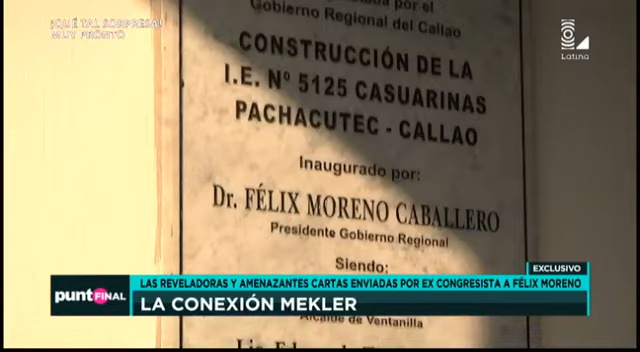 ¡QUÉ TAL SORPRESA!
MUY PRONTO
Latina
por el
Gobierno Regional del Callao
CONSTRUCCIÓN DE LA
I.E. Nº 5125 CASUARINAS
PACHACUTEC - CALLAO
Inaugurado por:
Dr. FÉLIX MORENO CABALLERO
Presidente Gobierno Regional
Siendo:
EXCLUSIVO
LAS REVELADORAS Y AMENAZANTES CARTAS ENVIADAS POR EX CONGRESISTA A FÉLIX MORENO
punto FINAL
LA CONEXIÓN MEKLER
Alcalde de Ventanilla